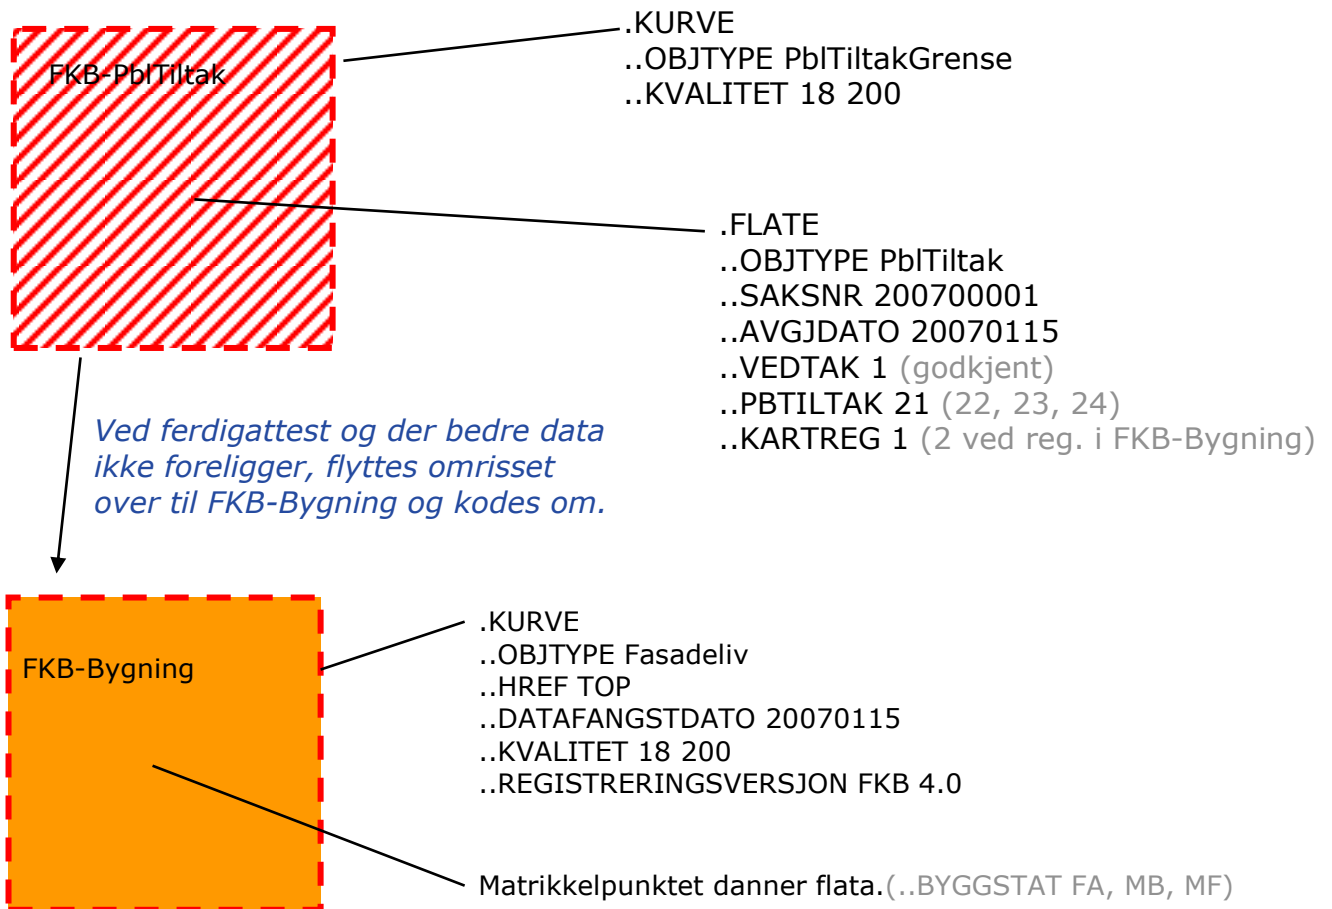 FKB-PblTiltak
.KURVE
..OBJTYPE PblTiltakGrense
..KVALITET 18 200
.FLATE
..OBJTYPE PblTiltak
..SAKSNR 200700001
..AVGJDATO 20070115
..VEDTAK 1 (godkjent)
..PBTILTAK 21 (22, 23, 24)
..KARTREG 1 (2 ved reg. i FKB-Bygning)
Ved ferdigattest og der bedre data
ikke foreligger, flyttes omrisset
over til FKB-Bygning og kodes om.
FKB-Bygning
.KURVE
..OBJTYPE Fasadeliv
..HREF TOP
..DATAFANGSTDATO 20070115
..KVALITET 18 200
..REGISTRERINGSVERSJON FKB 4.0
Matrikkelpunktet danner flata.(..BYGGSTAT FA, MB, MF)